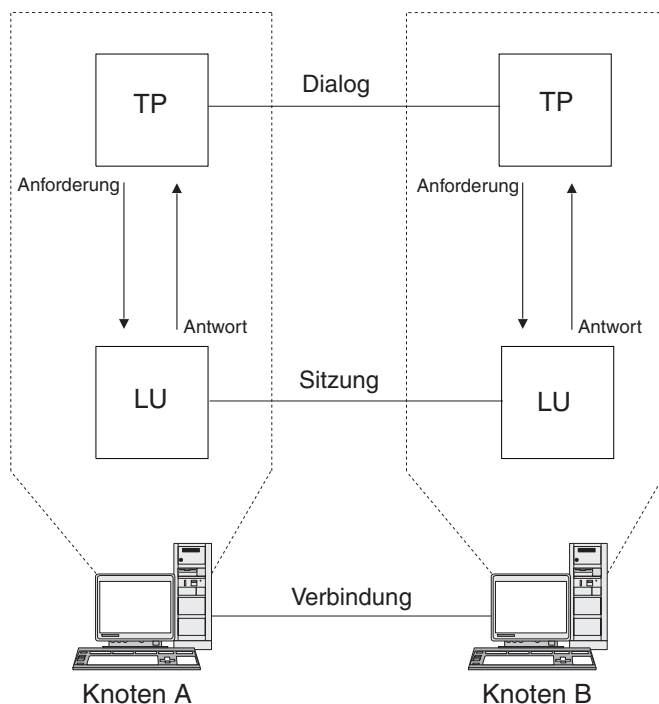 TP
Dialog
TP
Anforderung
Anforderung
Antwort
Antwort
LU
Sitzung
LU
Verbindung
Knoten A
Knoten B